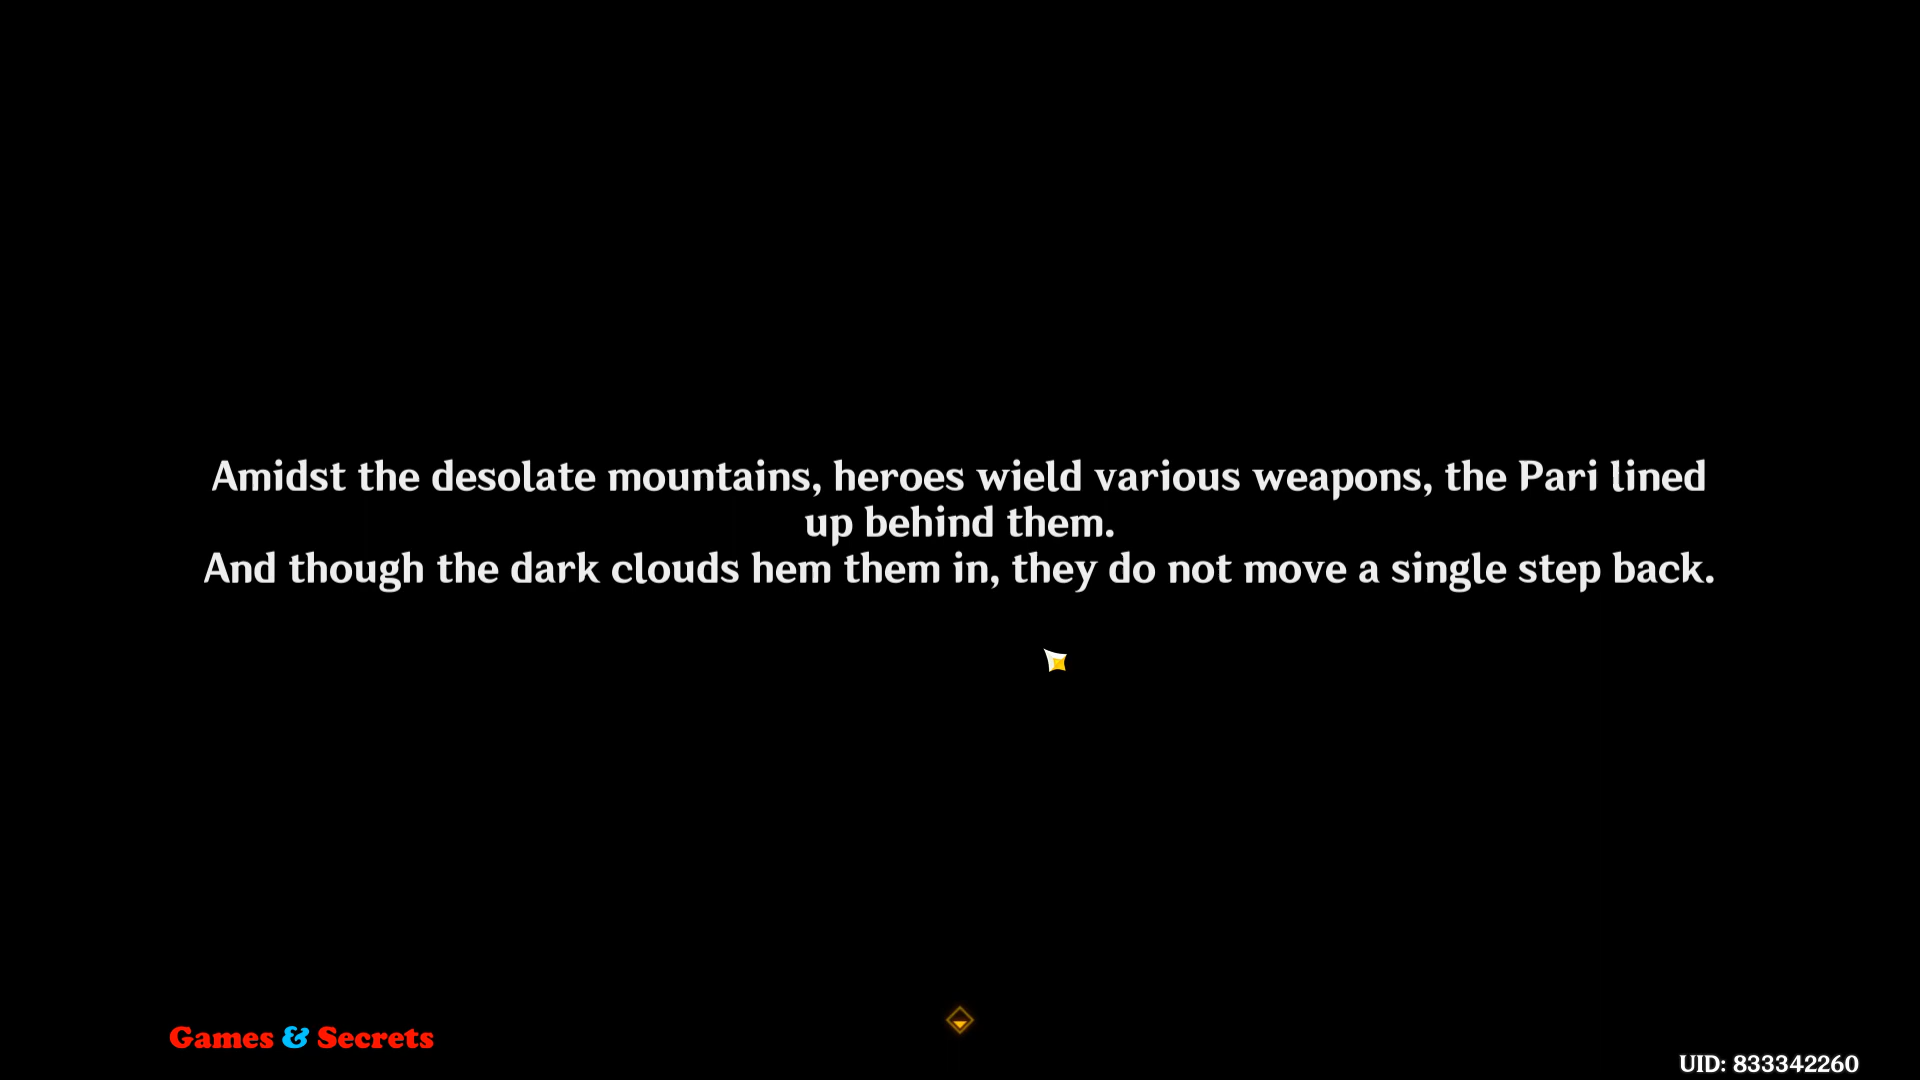 Amidst the desolate mountains, heroes wield various weapons, the Pari lined
up behind them.
And though the dark clouds hem them in, they do not move a single step back.
Games & Secrets
UID: 833342260